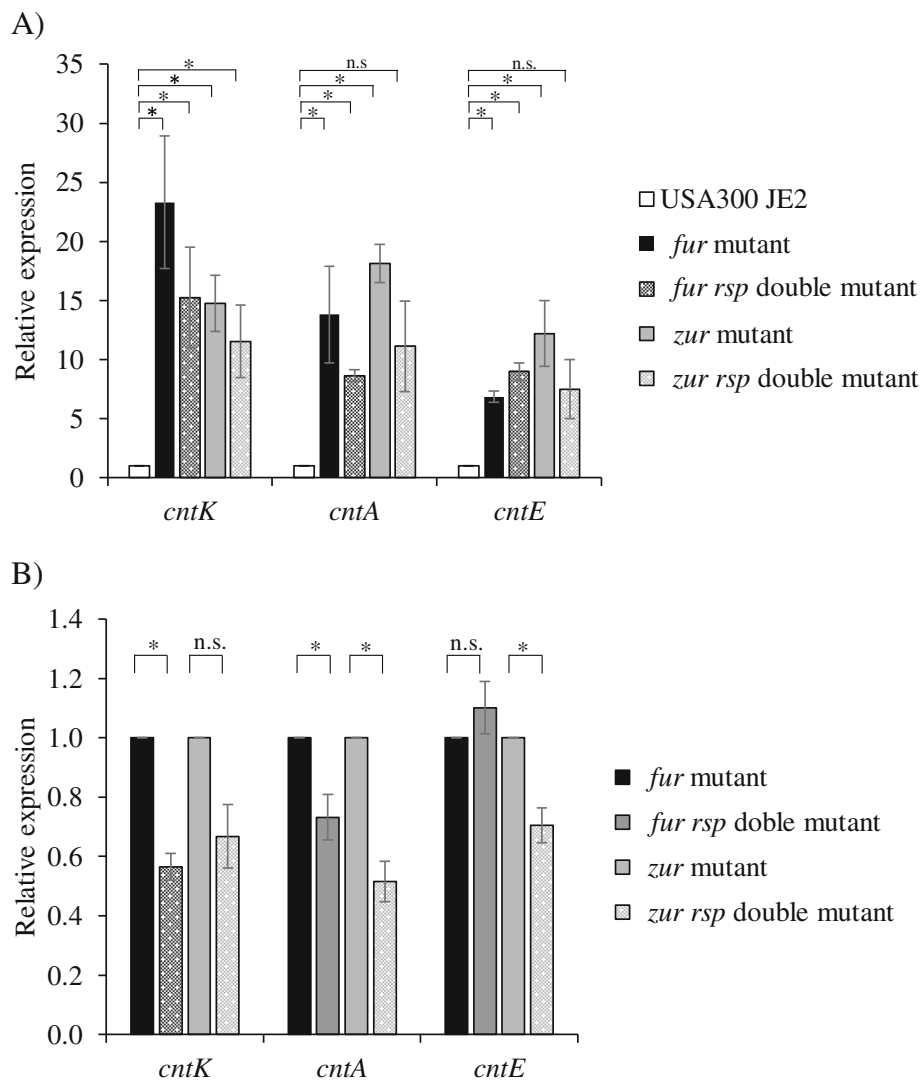 A)
* n.s n.s.
* * *
* * *
* * *
35
30
25
20
15
10
5
0
Relative expression
cntK cntA cntE
USA300 JE2
fur mutant
fur rsp double mutant
zur mutant
zur rsp double mutant
B)
1.4
1.2
1.0
0.8
0.6
0.4
0.2
0.0
Relative expression
* n.s. * * n.s. *
cntK cntA cntE
fur mutant
fur rsp doble mutant
zur mutant
zur rsp double mutant